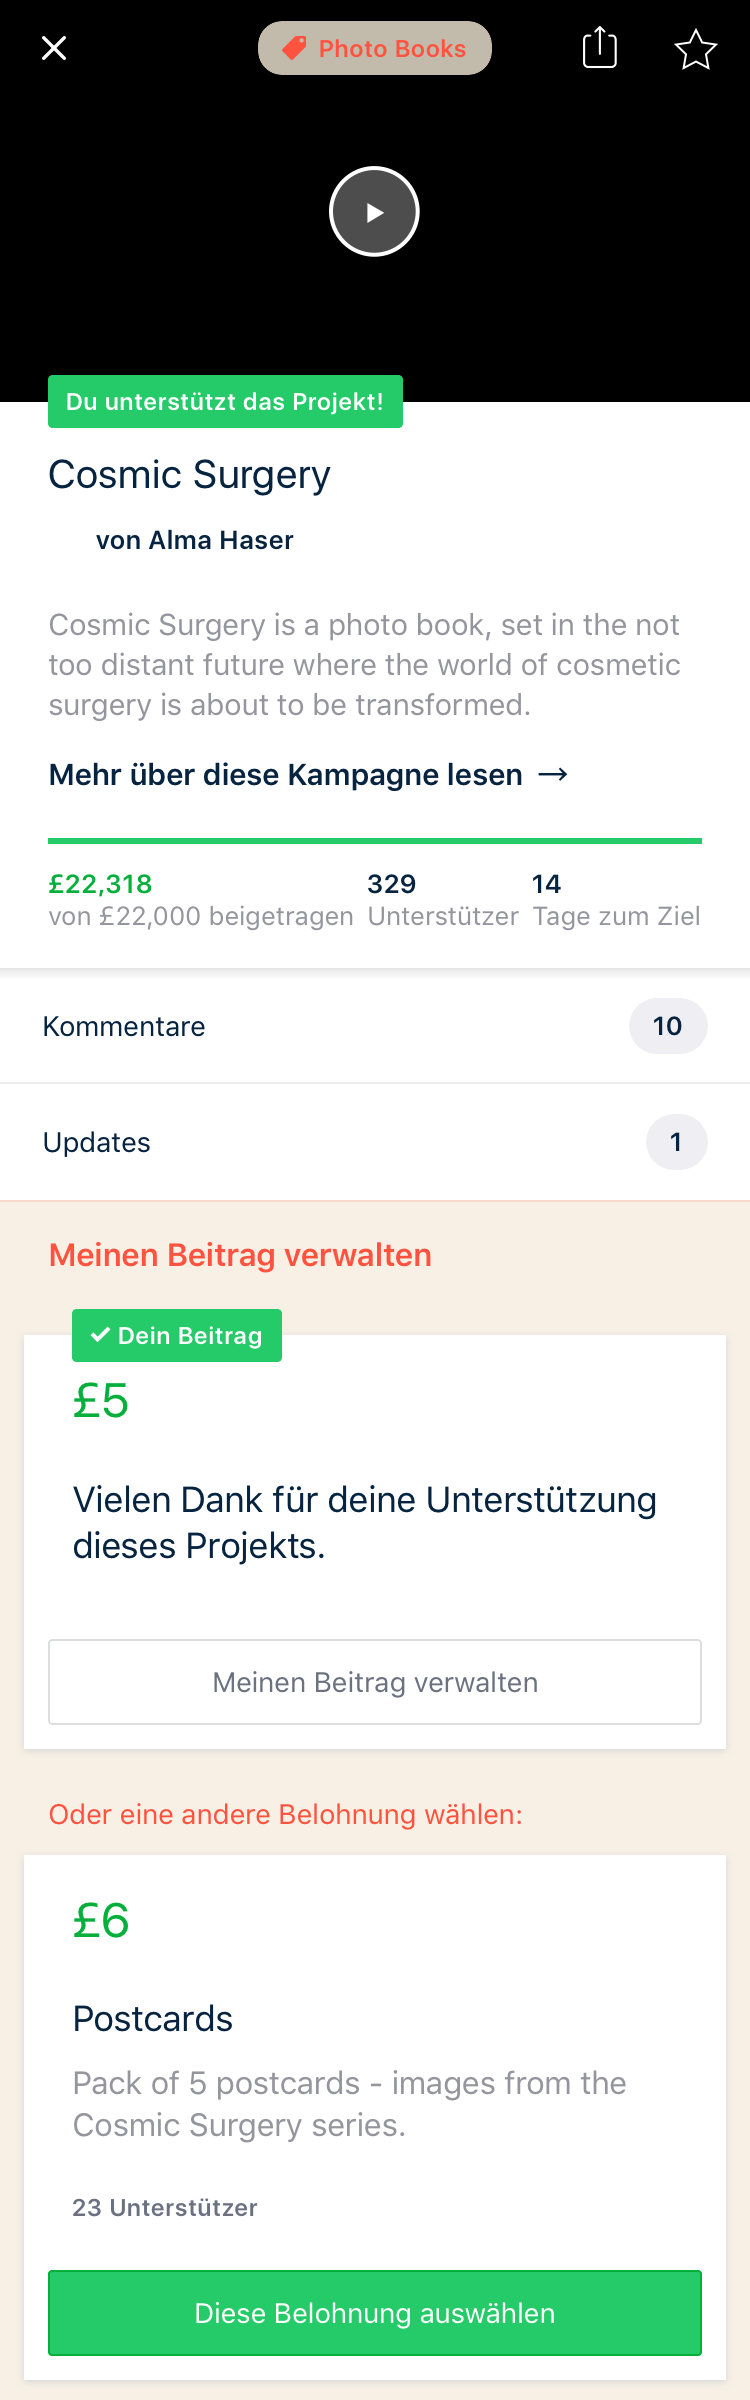 Photo Books
Du unterstützt das Projekt!
Cosmic Surgery
von Alma Haser
Cosmic Surgery is a photo book, set in the not
too distant future where the world of cosmetic
surgery is about to be transformed.
Mehr über diese Kampagne lesen →
£22,318
von £22,000 beigetragen
329
Unterstützer
14
Tage zum Ziel
Kommentare
10
Updates
1
Meinen Beitrag verwalten
✓ Dein Beitrag
£5
Vielen Dank für deine Unterstützung
dieses Projekts.
Meinen Beitrag verwalten
Oder eine andere Belohnung wählen:
£6
Postcards
Pack of 5 postcards - images from the
Cosmic Surgery series.
23 Unterstützer
Diese Belohnung auswählen